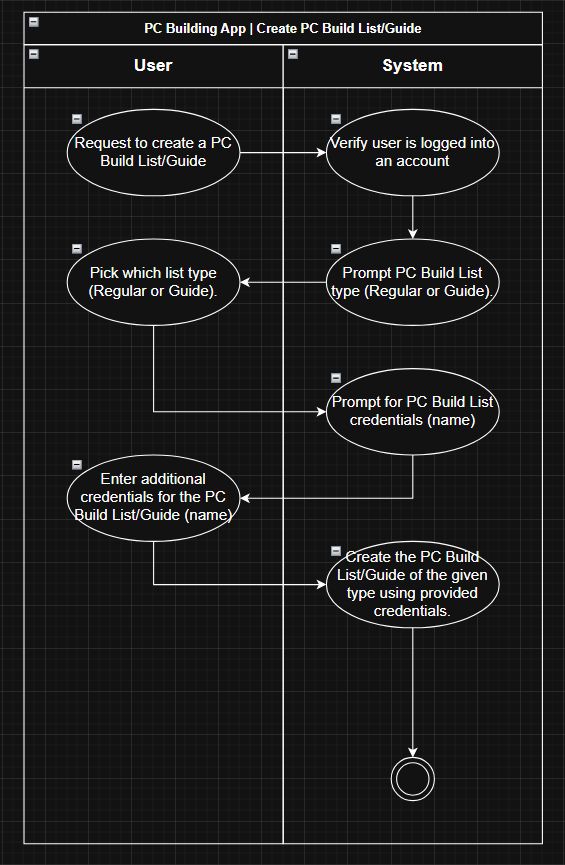 PC Building App | Create PC Build List/Guide
User
System
Request to create a PC
Build List/Guide
Verify user is logged into
an account
Pick which list type
(Regular or Guide).
Prompt PC Build List
type (Regular or Guide).
Prompt for PC Build List
credentials (name)
Enter additional
credentials for the PC
Build List/Guide (name)
Create the PC Build
List/Guide of the given
type using provided
credentials.